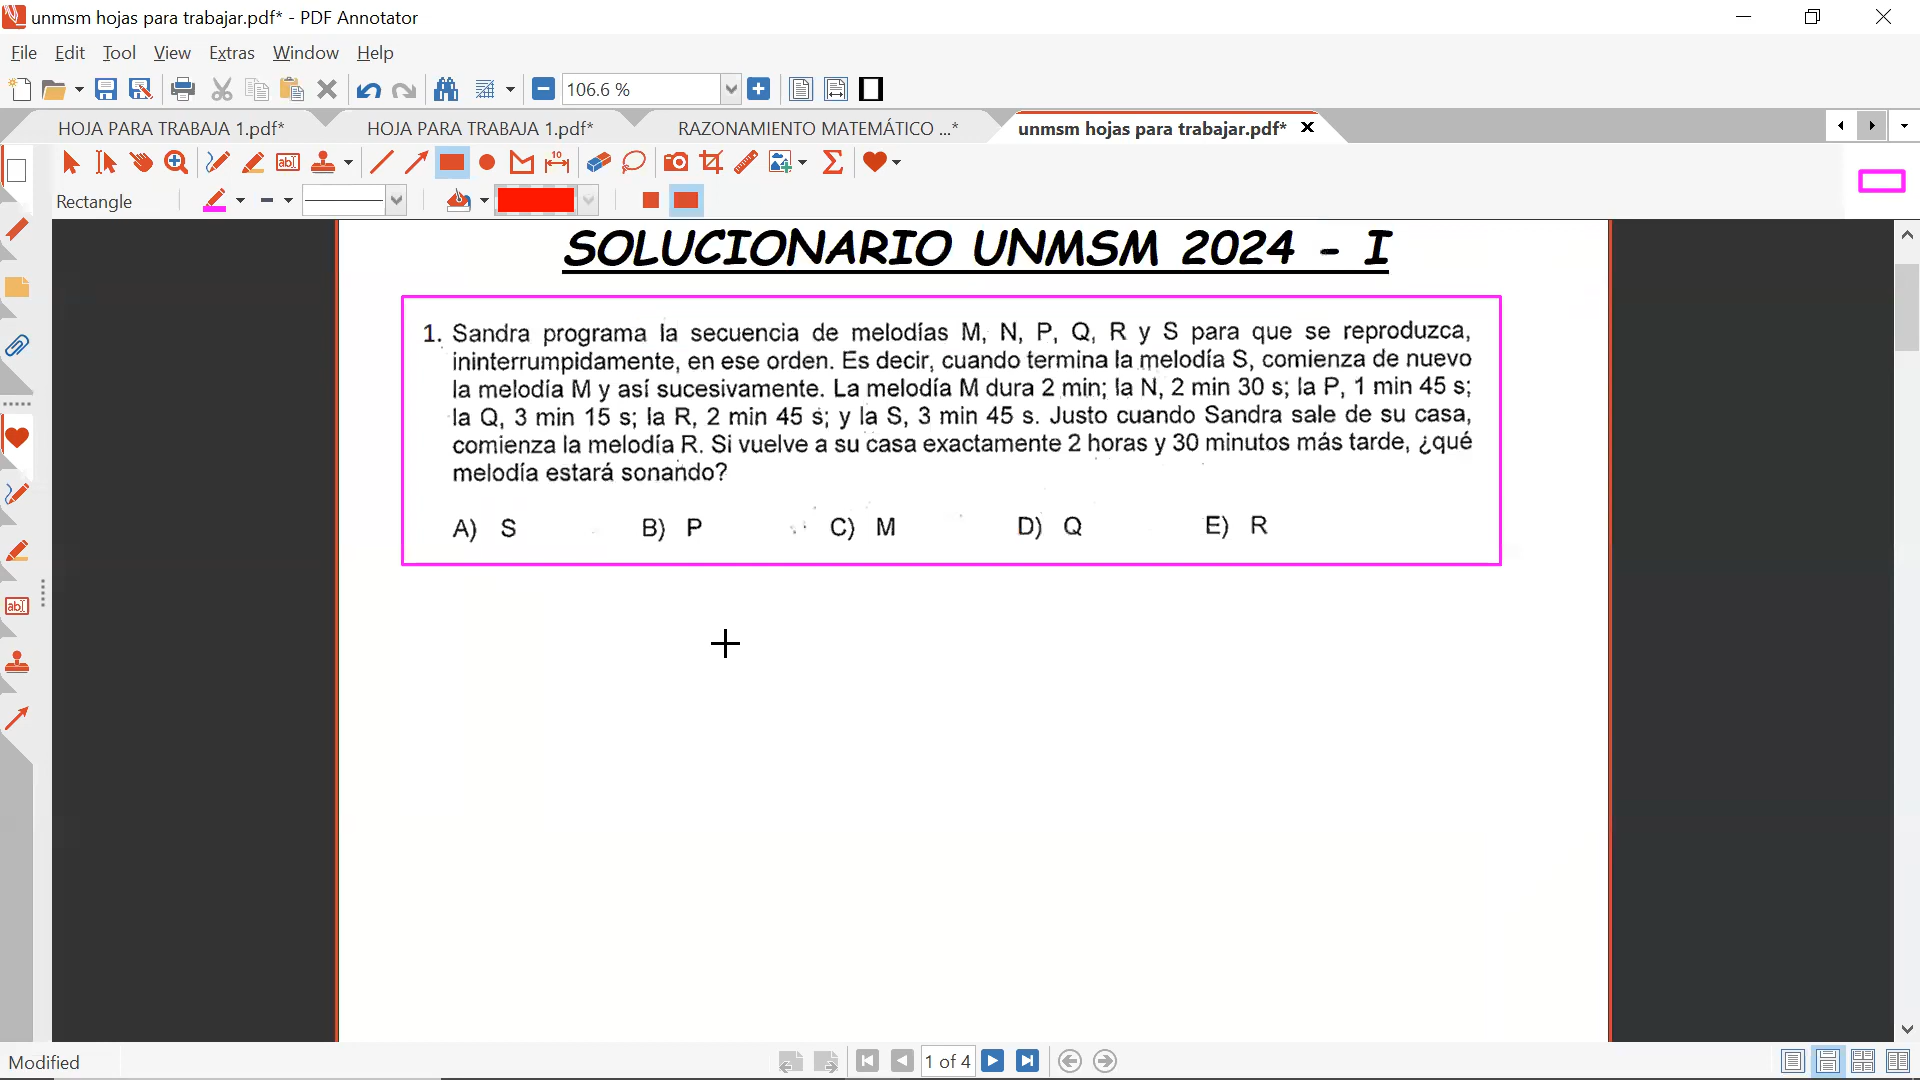 unmsm hojas para trabajar.pdf* - PDF Annotator
File Edit Tool View Extras Window Help
106.6 %
HOJA PARA TRABAJA 1.pdf* HOJA PARA TRABAJA 1.pdf* RAZONAMIENTO MATEMÁTICO ...* unmsm hojas para trabajar.pdf*
Rectangle
SOLUCIONARIO UNMSM 2024 - I
1. Sandra programa la secuencia de melodías M, N, P, Q, R y S para que se reproduzca,
ininterrumpidamente, en ese orden. Es decir, cuando termina la melodía S, comienza de nuevo
la melodía M y así sucesivamente. La melodía M dura 2 min; la N, 2 min 30 s; la P, 1 min 45 s;
la Q, 3 min 15 s; la R, 2 min 45 s; y la S, 3 min 45 s. Justo cuando Sandra sale de su casa,
comienza la melodía R. Si vuelve a su casa exactamente 2 horas y 30 minutos más tarde, ¿qué
melodía estará sonando?
A) S B) P C) M D) Q E) R
Modified 1 of 4